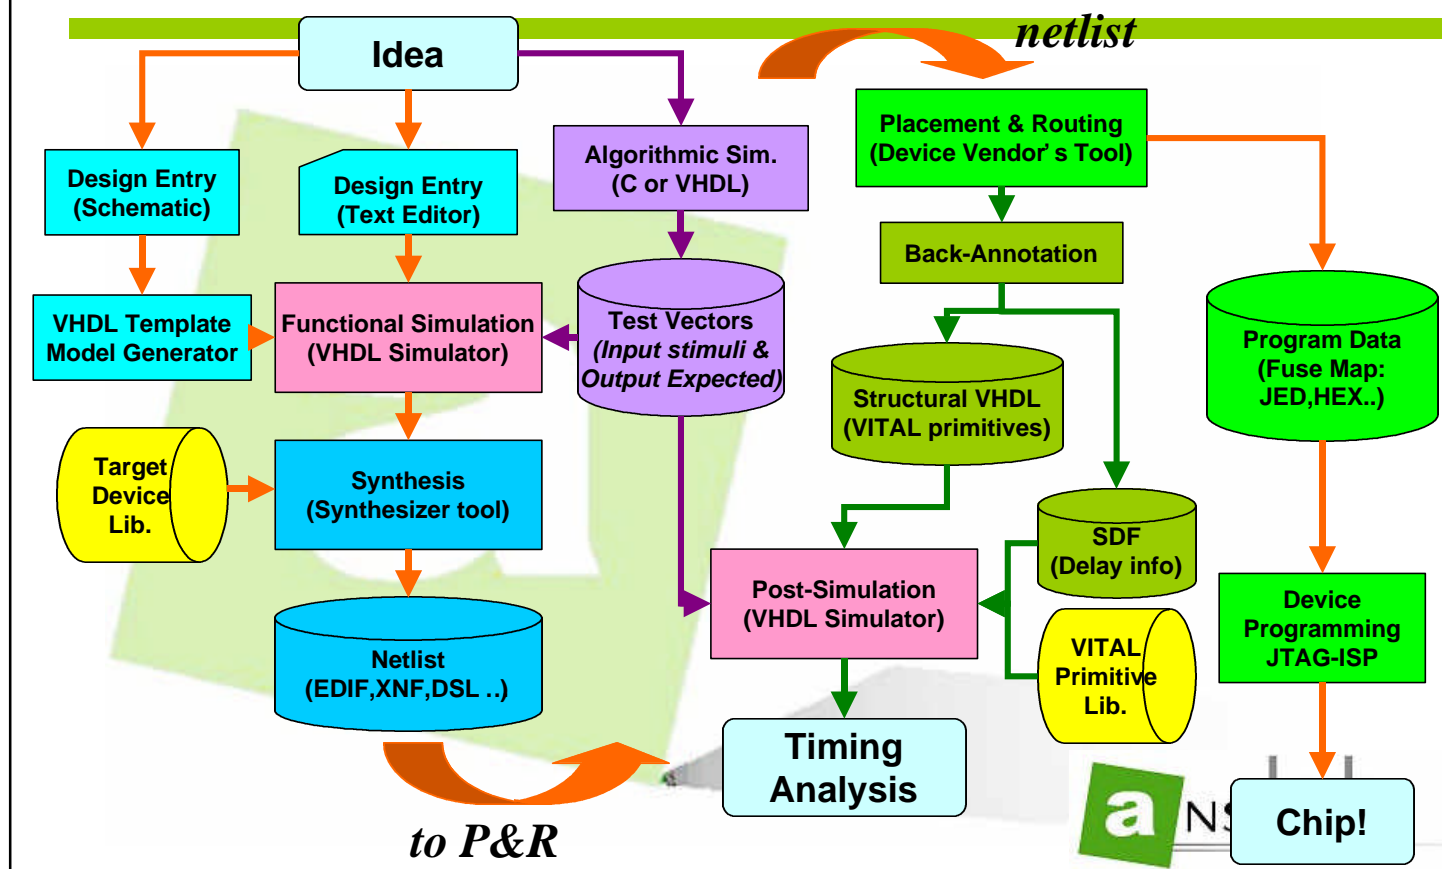 netlist
Idea
Placement & Routing
(Device Vendor's Tool)
Algorithmic Sim.
(C or VHDL)
Design Entry
(Schematic)
Design Entry
(Text Editor)
Back-Annotation
VHDL Template
Model Generator
Functional Simulation
(VHDL Simulator)
Test Vectors
(Input stimuli &
Output Expected)
Program Data
(Fuse Map:
JED,HEX..)
Structural VHDL
(VITAL primitives)
Target
Device
Lib.
Synthesis
(Synthesizer tool)
SDF
(Delay info)
Post-Simulation
(VHDL Simulator)
Device
Programming
JTAG-ISP
Netlist
(EDIF,XNF,DSL ..)
VITAL
Primitive
Lib.
Timing
Analysis
to P&R
a
Chip!